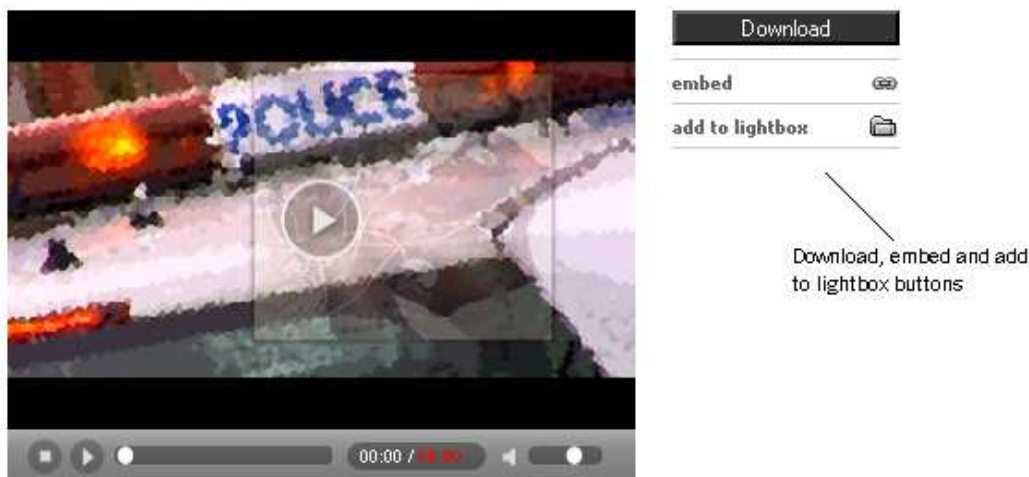 Download
embed
add to lightbox
POLICE
Download, embed and add
to lightbox buttons
00:00 /